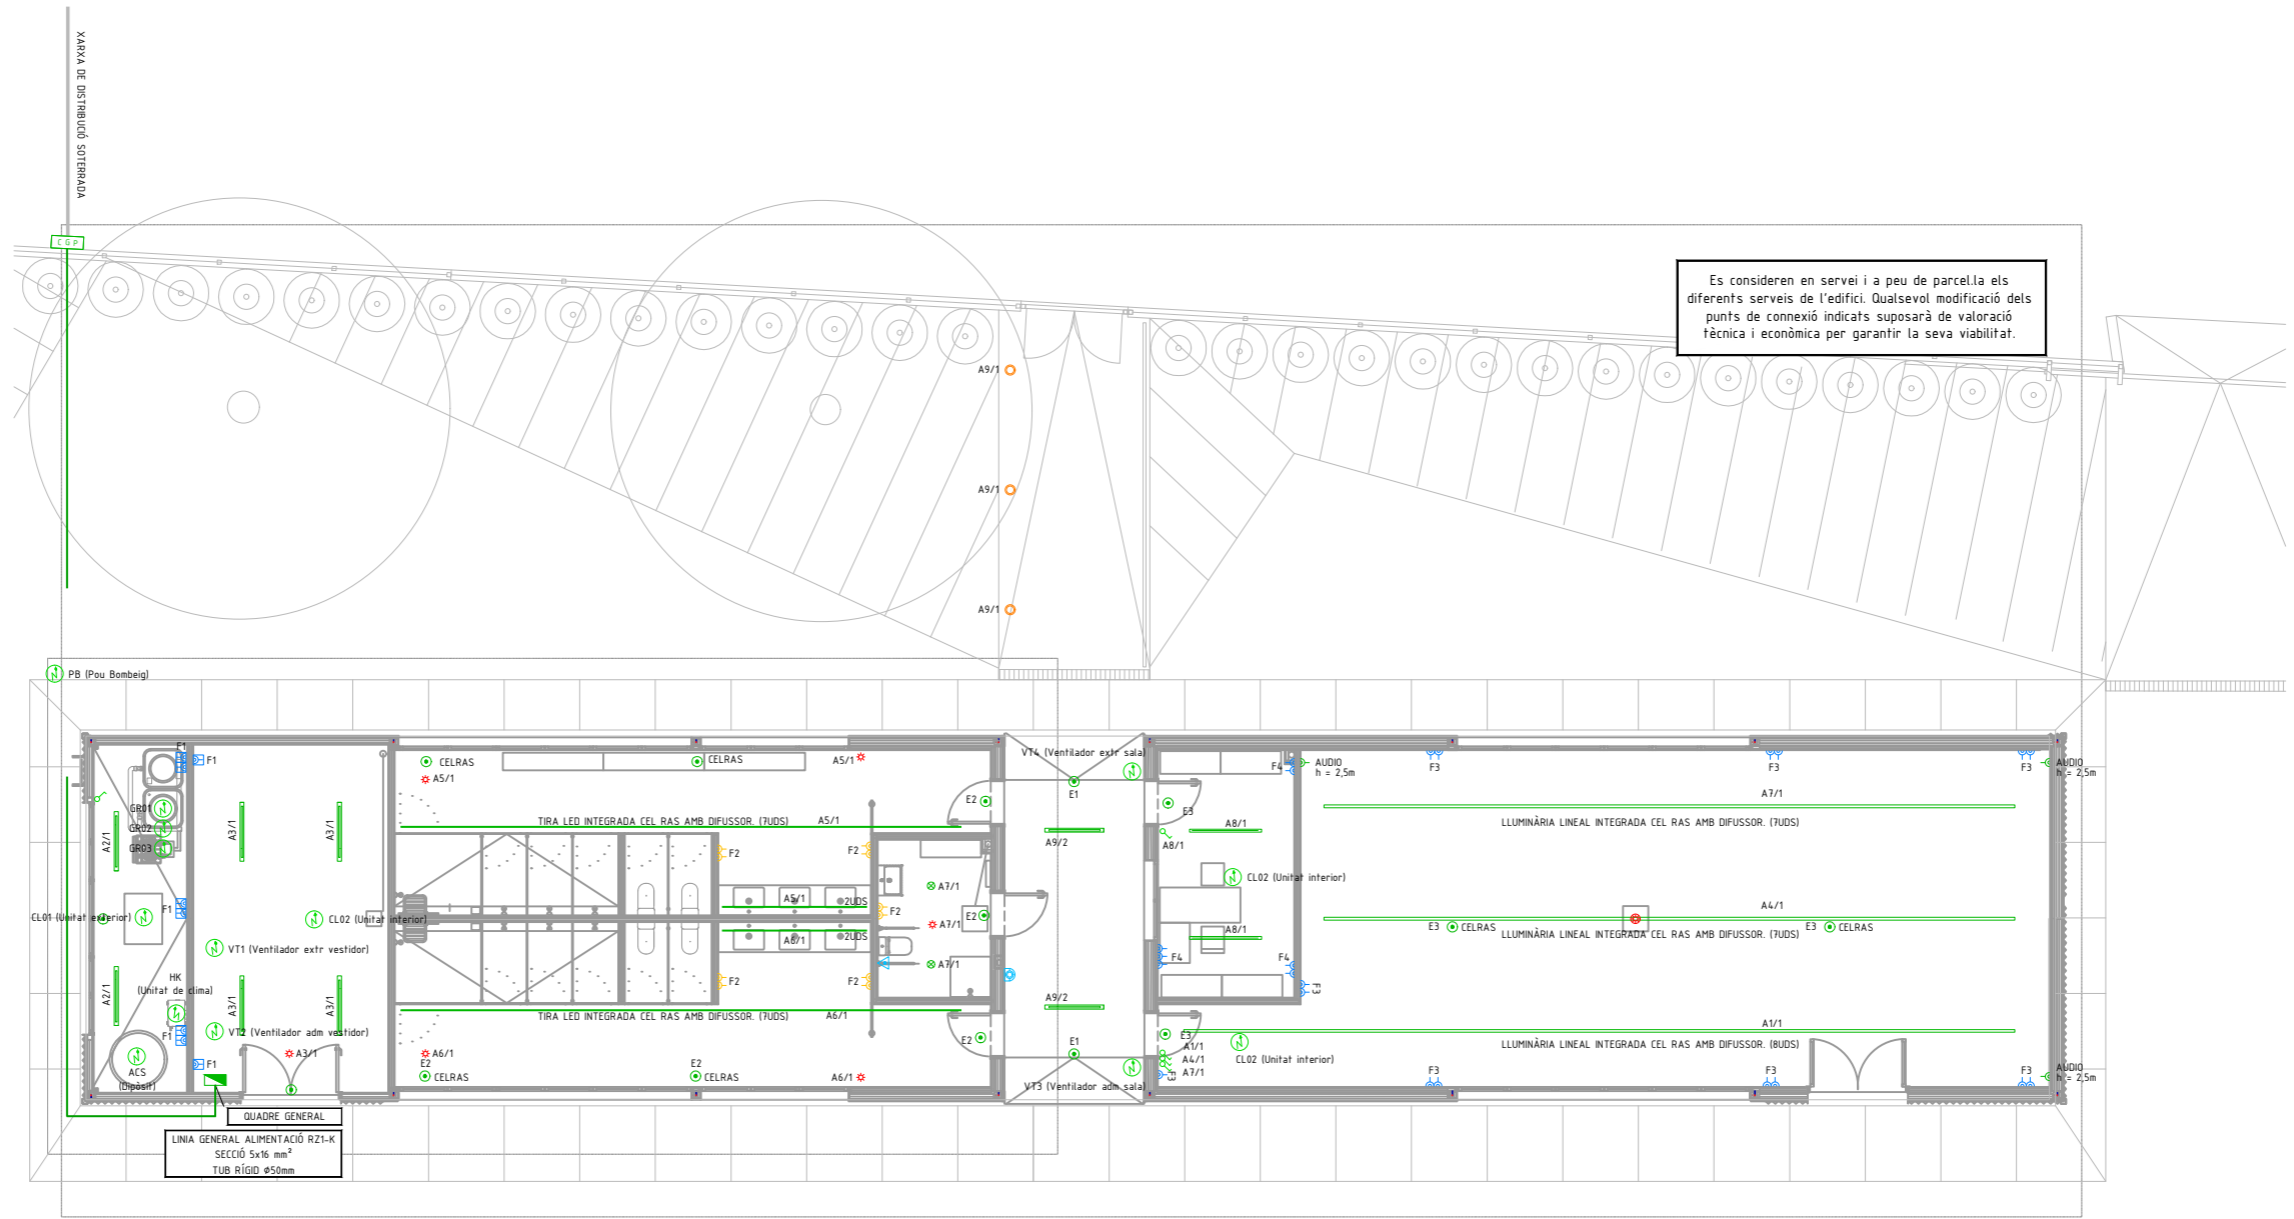 XARXA DE DISTRIBUCIÓ SOTERRADA
CGP
Es consideren en servei i a peu de parcel.la els
diferents serveis de l'edifici. Qualsevol modificació dels
punts de connexió indicats suposarà de valoració
tècnica i econòmica per garantir la seva viabilitat.
A9/1
A9/1
A9/1
PB (Pou Bombeig)
F1
F1
CELRAS
CELRAS
A5/1
A5/1
VT4 (Ventilador extr sala)
E1
F4
AUDIO
h = 2,5m
F3
F3
F3
AUDIO
h = 2,5m
GR01
GR02
GR03
A2/1
A3/1
A3/1
TIRA LED INTEGRADA CEL RAS AMB DIFUSSOR. (7UDS)
A5/1
E2
E3
A7/1
LLUMINÀRIA LINEAL INTEGRADA CEL RAS AMB DIFUSSOR. (7UDS)
A8/1
A8/1
A9/2
F2
F2
A7/1
CL02 (Unitat interior)
A5/1
2UDS
F2
E2
A7/1
CL01 (Unitat exterior)
F1
CL02 (Unitat interior)
A6/1
2UDS
A4/1
E3
CELRAS
E3
CELRAS
LLUMINÀRIA LINEAL INTEGRADA CEL RAS AMB DIFUSSOR. (7UDS)
A8/1
VT1 (Ventilador extr vestidor)
F4
F4
A7/1
HK
(Unitat de clima)
F2
F2
F3
A2/1
A3/1
A3/1
A9/2
TIRA LED INTEGRADA CEL RAS AMB DIFUSSOR. (7UDS)
A6/1
A1/1
VT2 (Ventilador adm vestidor)
F1
E2
E3
LLUMINÀRIA LINEAL INTEGRADA CEL RAS AMB DIFUSSOR. (8UDS)
A3/1
A6/1
E1
A1/1
A4/1
A7/1
F3
CL02 (Unitat interior)
F1
ACS
(Dipòsit)
E2
CELRAS
E2
CELRAS
A6/1
VT3 (Ventilador adm sala)
F3
F3
F3
AUDIO
h = 2,5m
QUADRE GENERAL
LINIA GENERAL ALIMENTACIÓ RZ1-K
SECCIÓ 5x16 mm²
TUB RÍGID Ø50mm